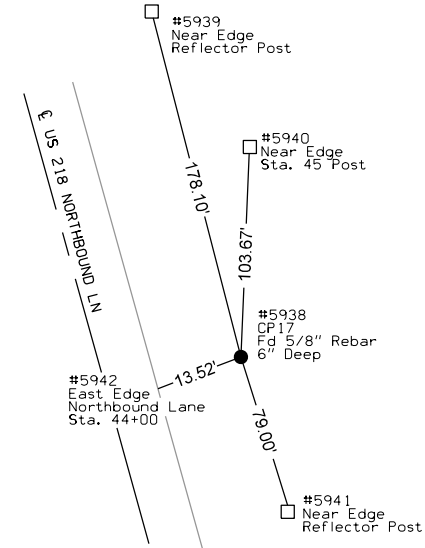 #5939
Near Edge
Reflector Post
℄ US 218 NORTHBOUND LN
178.10'
#5940
Near Edge
Sta. 45 Post
103.67'
#5938
CP17
Fd 5/8" Rebar
6" Deep
13.52'
#5942
East Edge
Northbound Lane
Sta. 44+00
79.00'
#5941
Near Edge
Reflector Post